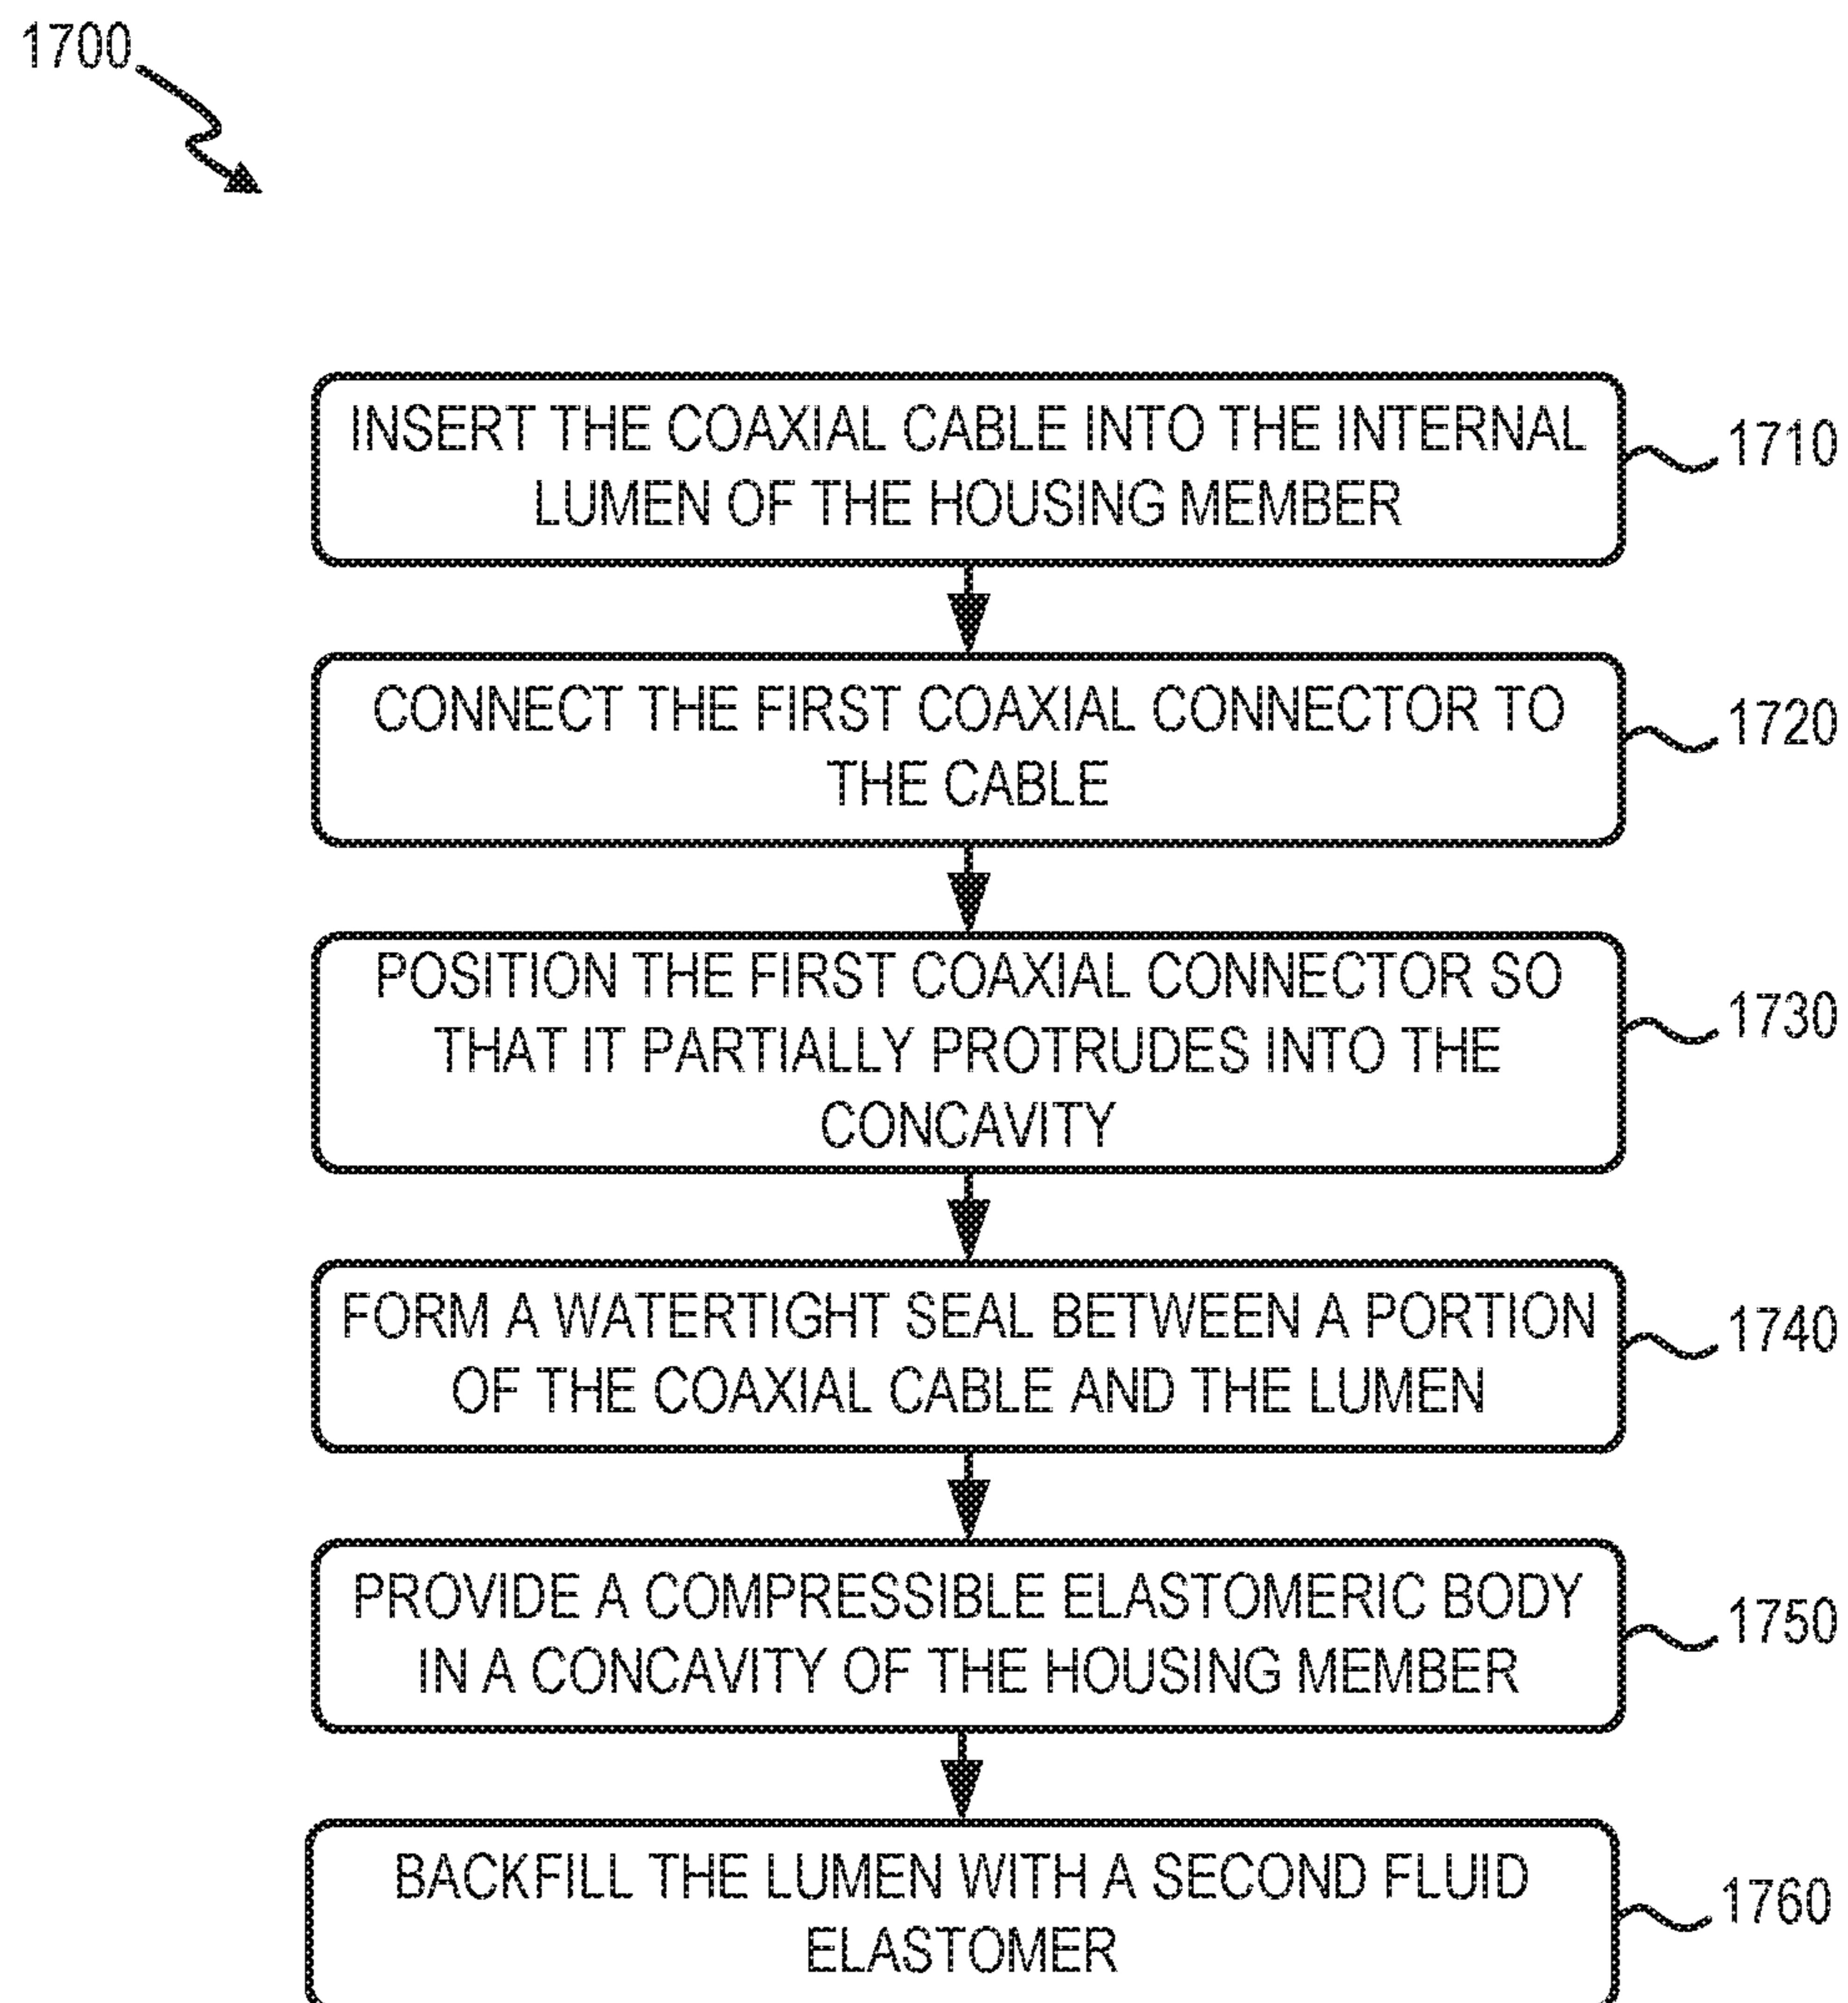 1700
INSERT THE COAXIAL CABLE INTO THE INTERNAL
LUMEN OF THE HOUSING MEMBER
1710
CONNECT THE FIRST COAXIAL CONNECTOR TO
THE CABLE
1720
POSITION THE FIRST COAXIAL CONNECTOR SO
THAT IT PARTIALLY PROTRUDES INTO THE
CONCAVITY
1730
FORM A WATERTIGHT SEAL BETWEEN A PORTION
OF THE COAXIAL CABLE AND THE LUMEN
1740
PROVIDE A COMPRESSIBLE ELASTOMERIC BODY
IN A CONCAVITY OF THE HOUSING MEMBER
1750
BACKFILL THE LUMEN WITH A SECOND FLUID
ELASTOMER
1760